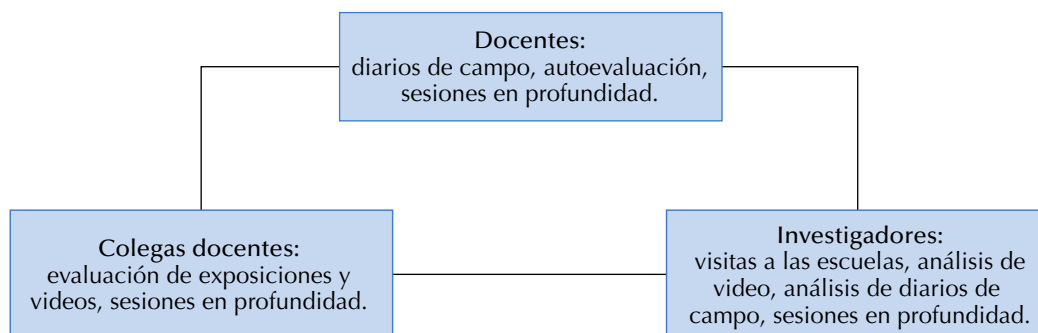 Docentes:
diarios de campo, autoevaluación,
sesiones en profundidad.
Colegas docentes:
evaluación de exposiciones y
videos, sesiones en profundidad.
Investigadores:
visitas a las escuelas, análisis de
video, análisis de diarios de
campo, sesiones en profundidad.